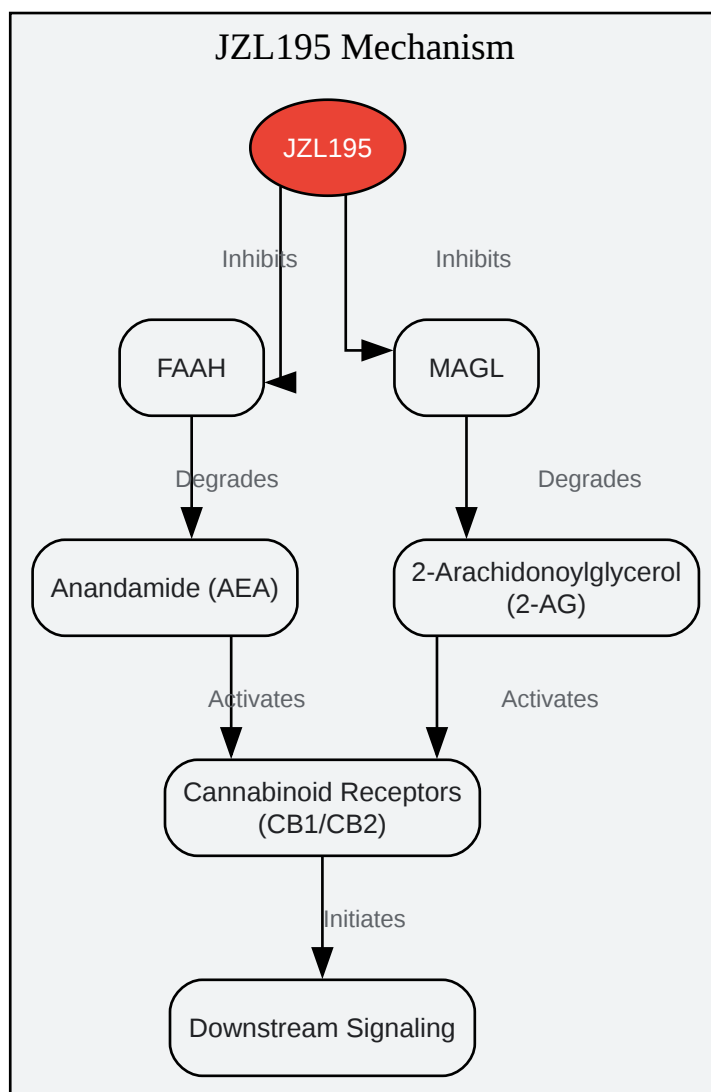 JZL195 Mechanism
JZL195
Inhibits
Inhibits
FAAH
MAGL
Degrades
Degrades
Anandamide (AEA)
2-Arachidonoylglycerol
(2-AG)
Activates
Activates
Cannabinoid Receptors
(CB1/CB2)
Initiates
Downstream Signaling